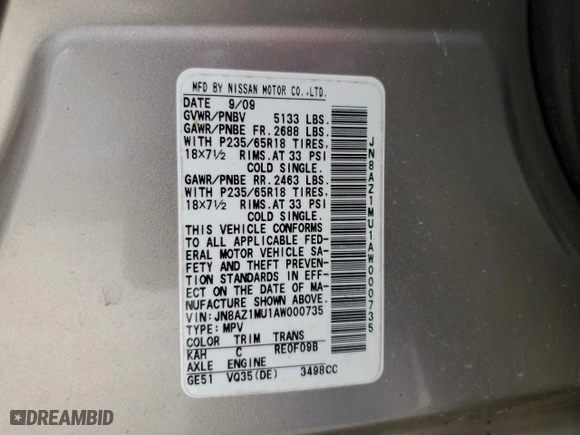 MFD BY NISSAN MOTOR CO.,LTD.
DATE 9/09
GVWR/PNBV 5133 LBS.
GAWR/PNBE FR. 2688 LBS.
WITH P235/65R18 TIRES.
18×7½ RIMS.AT 33 PSI
COLD SINGLE.
GAWR/PNBE RR. 2463 LBS.
WITH P235/65R18 TIRES.
18×7½ RIMS.AT 33 PSI
COLD SINGLE.
THIS VEHICLE CONFORMS
TO ALL APPLICABLE FED-
ERAL MOTOR VEHICLE SA-
FETY AND THEFT PREVEN-
TION STANDARDS IN EFF-
ECT ON THE DATE OF MA-
NUFACTURE SHOWN ABOVE.
VIN: JN8AZ1MU1AW000735
TYPE: MPV
COLOR TRIM TRANS
KAH C RE0F09B
AXLE ENGINE
GE51 VQ35(DE) 3498CC
JN8AZ1MU1AW000735
DREAMBID